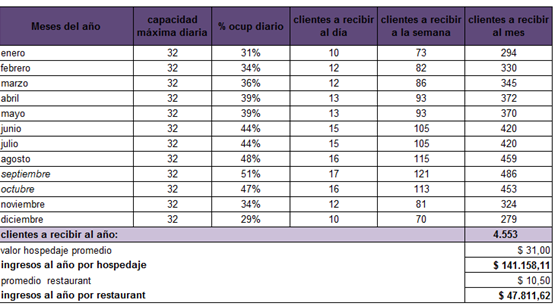 Meses del año capacidad máxima diaria % ocup diario clientes a recibir al día clientes a recibir a la semana clientes a recibir al mes
enero 32 31% 10 73 294
febrero 32 34% 12 82 330
marzo 32 36% 12 86 345
abril 32 39% 13 93 372
mayo 32 39% 13 93 370
junio 32 44% 15 105 420
julio 32 44% 15 105 420
agosto 32 48% 16 115 459
septiembre 32 51% 17 121 486
octubre 32 47% 16 113 453
noviembre 32 34% 12 81 324
diciembre 32 29% 10 70 279
clientes a recibir al año: 4.553
valor hospedaje promedio $ 31,00
ingresos al año por hospedaje $ 141.158,11
promedio restaurant $ 10,50
ingresos al año por restaurant $ 47.811,62